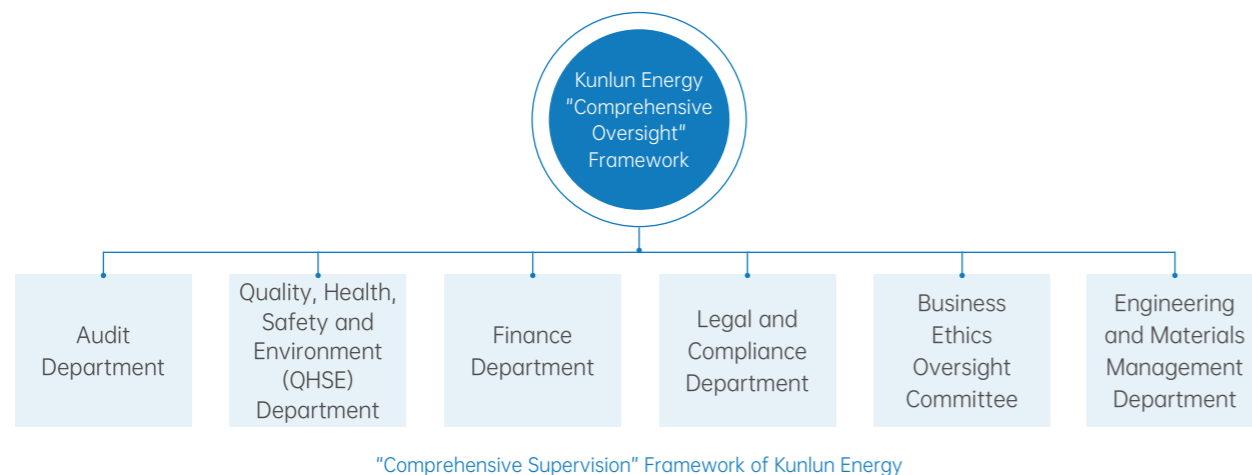 Kunlun Energy
"Comprehensive
Oversight"
Framework
Audit
Department
Quality, Health,
Safety and
Environment
(QHSE)
Department
Finance
Department
Legal and
Compliance
Department
Business
Ethics
Oversight
Committee
Engineering
and Materials
Management
Department
"Comprehensive Supervision" Framework of Kunlun Energy